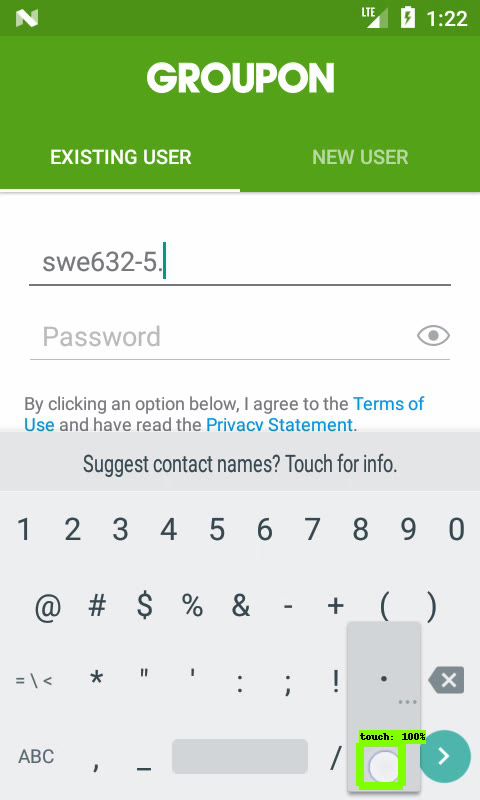 LTE 1:22
GROUPON
EXISTING USER NEW USER
swe632-5.
Password
By clicking an option below, I agree to the Terms of
Use and have read the Privacy Statement.
Suggest contact names? Touch for info.
1 2 3 4 5 6 7 8 9 0
@ # $ % & - + ( )
= \ < * " ' : ; ! .
touch: 100%
ABC , _ /